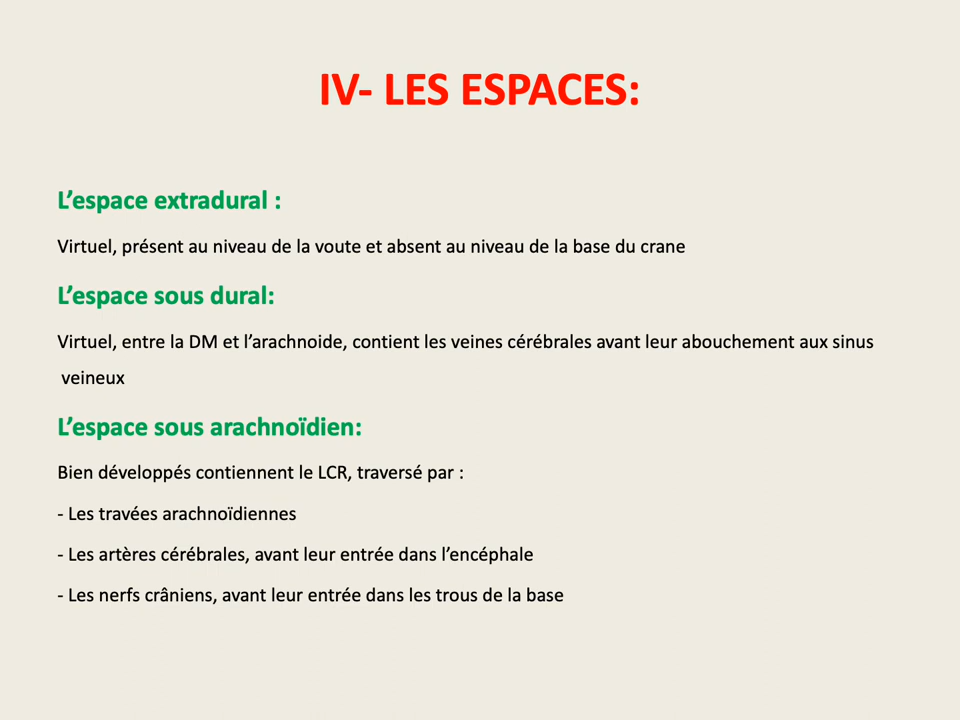 IV- LES ESPACES:
L’espace extradural :
Virtuel, présent au niveau de la voute et absent au niveau de la base du crane
L’espace sous dural:
Virtuel, entre la DM et l’arachnoide, contient les veines cérébrales avant leur abouchement aux sinus
veineux
L’espace sous arachnoïdien:
Bien développés contiennent le LCR, traversé par :
- Les travées arachnoïdiennes
- Les artères cérébrales, avant leur entrée dans l’encéphale
- Les nerfs crâniens, avant leur entrée dans les trous de la base